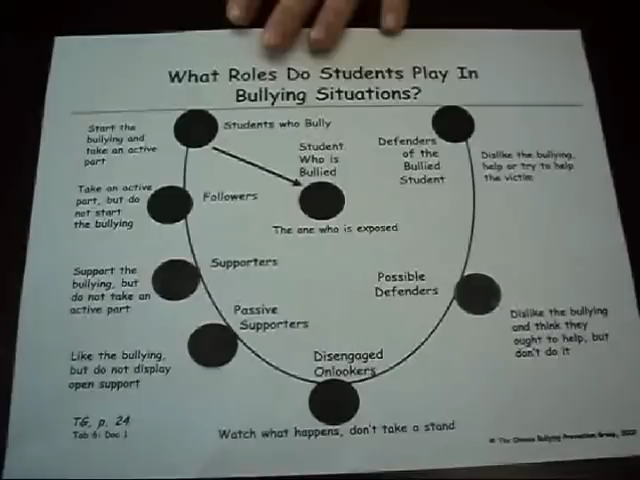 What Roles Do Students Play In
Bullying Situations?
Start the
bullying and
take an active
part
Students who Bully
Student
Who is
Bullied
Defenders
of the
Bullied
Student
Dislike the bullying,
help or try to help
the victim
Take an active
part, but do
not start
the bullying
Followers
The one who is exposed
Support the
bullying, but
do not take an
active part
Supporters
Possible
Defenders
Passive
Supporters
Dislike the bullying
and think they
ought to help, but
don't do it
Like the bullying,
but do not display
open support
Disengaged
Onlookers
TG, p. 24
Tab 6: Doc 1
Watch what happens, don't take a stand
© The Olweus Bullying Prevention Group,